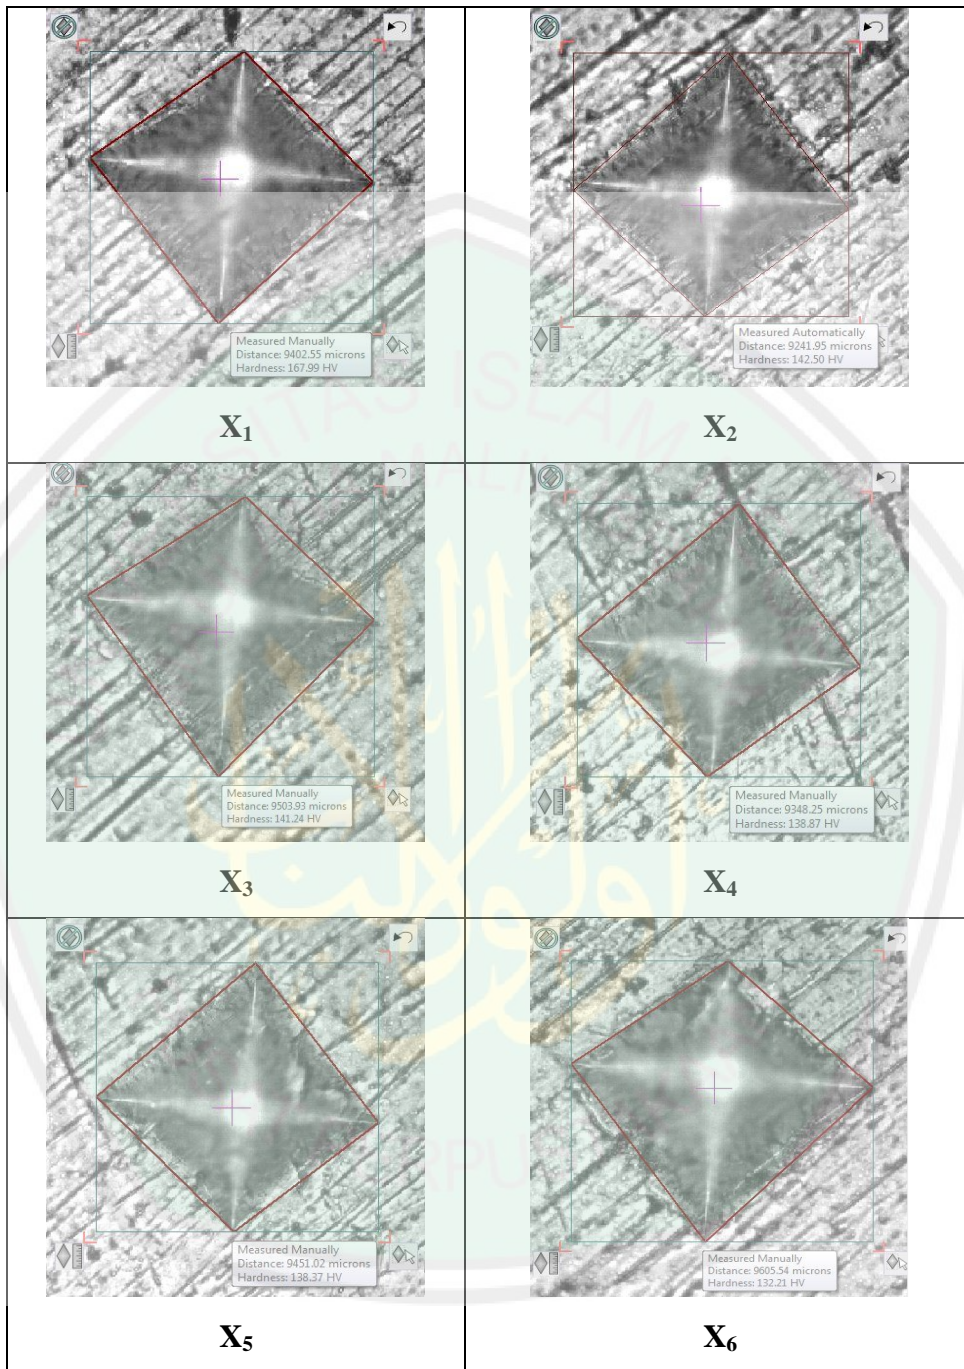 Measured Manually
Distance: 9402.55 microns
Hardness: 167.99 HV
X₁
Measured Automatically
Distance: 9241.95 microns
Hardness: 142.50 HV
X₂
Measured Manually
Distance: 9503.93 microns
Hardness: 141.24 HV
X₃
Measured Manually
Distance: 9348.25 microns
Hardness: 138.87 HV
X₄
Measured Manually
Distance: 9451.02 microns
Hardness: 138.37 HV
X₅
Measured Manually
Distance: 9605.54 microns
Hardness: 132.21 HV
X₆